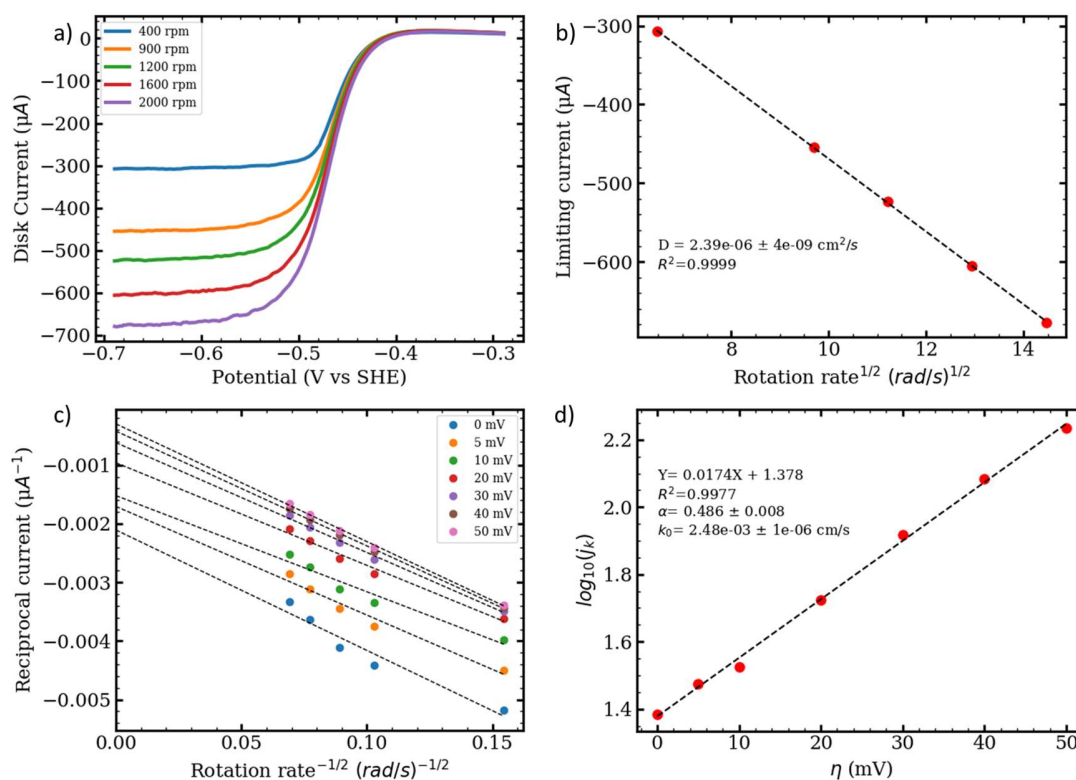 a)
400 rpm
900 rpm
1200 rpm
1600 rpm
2000 rpm
0
−100
−200
−300
−400
−500
−600
−700
Disk Current (μA)
−0.7
−0.6
−0.5
−0.4
−0.3
Potential (V vs SHE)
b)
−300
−400
−500
−600
Limiting current (μA)
D = 2.39e-06 ± 4e-09 cm²/s
R²=0.9999
8
10
12
14
Rotation rate^1/2 (rad/s)^1/2
c)
0 mV
5 mV
10 mV
20 mV
30 mV
40 mV
50 mV
−0.001
−0.002
−0.003
−0.004
−0.005
Reciprocal current (μA⁻¹)
0.00
0.05
0.10
0.15
Rotation rate^−1/2 (rad/s)^−1/2
d)
2.2
2.0
1.8
1.6
1.4
log₁₀(jₖ)
Y= 0.0174X + 1.378
R²=0.9977
α= 0.486 ± 0.008
k₀= 2.48e-03 ± 1e-06 cm/s
0
10
20
30
40
50
η (mV)